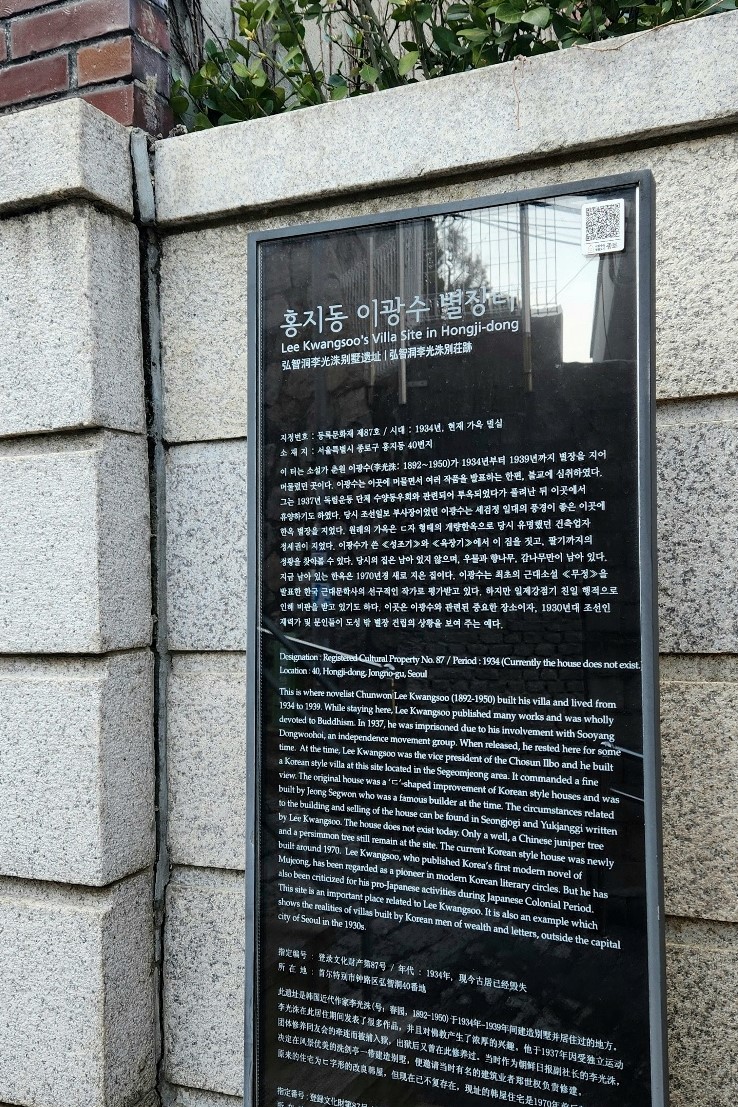 홍지동 이광수 별장터
Lee Kwangsoo's Villa Site in Hongji-dong
弘智洞李光洙别墅遗址 | 弘智洞李光洙別荘跡
지정번호 : 등록문화재 제87호 / 시대 : 1934년, 현재 가옥 멸실
소 재 지 : 서울특별시 종로구 홍지동 40번지
이 터는 소설가 춘원 이광수(李光洙: 1892~1950)가 1934년부터 1939년까지 별장을 지어
머물렀던 곳이다. 이광수는 이곳에 머물면서 여러 작품을 발표하는 한편, 불교에 심취하였다.
그는 1937년 독립운동 단체 수양동우회와 관련되어 투옥되었다가 풀려난 뒤 이곳에서
휴양하기도 하였다. 당시 조선일보 부사장이었던 이광수는 세검정 일대의 풍경이 좋은 이곳에
한옥 별장을 지었다. 원래의 가옥은 ㄷ자 형태의 개량한옥으로 당시 유명했던 건축업자
정세권이 지었다. 이광수가 쓴 ≪성조기≫와 ≪육장기≫에서 이 집을 짓고, 팔기까지의
정황을 찾아볼 수 있다. 당시의 집은 남아 있지 않으며, 우물과 향나무, 감나무만이 남아 있다.
지금 남아 있는 한옥은 1970년경 새로 지은 집이다. 이광수는 최초의 근대소설 ≪무정≫을
발표한 한국 근대문학사의 선구적인 작가로 평가받고 있다. 하지만 일제강점기 친일 행적으로
인해 비판을 받고 있기도 하다. 이곳은 이광수와 관련된 중요한 장소이자, 1930년대 조선인
재력가 및 문인들이 도성 밖 별장 건립의 상황을 보여 주는 예다.
Designation : Registered Cultural Property No. 87 / Period : 1934 (Currently the house does not exist.
Location : 40, Hongji-dong, Jongno-gu, Seoul
This is where novelist Chunwon Lee Kwangsoo (1892-1950) built his villa and lived from
1934 to 1939. While staying here, Lee Kwangsoo published many works and was wholly
devoted to Buddhism. In 1937, he was imprisoned due to his involvement with Sooyang
Dongwoohoi, an independence movement group. When released, he rested here for some
time. At the time, Lee Kwangsoo was the vice president of the Chosun Ilbo and he built
a Korean style villa at this site located in the Segeomjeong area. It commanded a fine
view. The original house was a 'ㄷ'-shaped improvement of Korean style houses and was
built by Jeong Segwon who was a famous builder at the time. The circumstances related
to the building and selling of the house can be found in Seongjogi and Yukjanggi written
by Lee Kwangsoo. The house does not exist today. Only a well, a Chinese juniper tree
and a persimmon tree still remain at the site. The current Korean style house was newly
built around 1970. Lee Kwangsoo, who published Korea's first modern novel of
Mujeong, has been regarded as a pioneer in modern Korean literary circles. But he has
also been criticized for his pro-Japanese activities during Japanese Colonial Period.
This site is an important place related to Lee Kwangsoo. It is also an example which
shows the realities of villas built by Korean men of wealth and letters, outside the capital
city of Seoul in the 1930s.
指定编号 : 登录文化财产第87号 / 年代 : 1934年, 现今古居已经毁失
所 在 地 : 首尔特别市钟路区弘智洞40番地
此遗址是韩国近代作家李光洙(号: 春园, 1892-1950)于1934年-1939年间建造别墅并居住过的地方。
李光洙在此居住期间发表了很多作品, 并且对佛教产生了浓厚的兴趣。他于1937年因受独立运动
团体修养同友会的牵连而被捕入狱, 出狱后又曾在此修养过。当时作为朝鲜日报副社长的李光洙,
决定在风景优美的洗剑亭一带建造别墅, 便邀请当时有名的建筑业者郑世权负责修建。
原来的住宅为ㄷ字形的改良韩屋, 但现在已不复存在, 现址的韩屋住宅是1970年
指定番号 : 登録文化財第87号